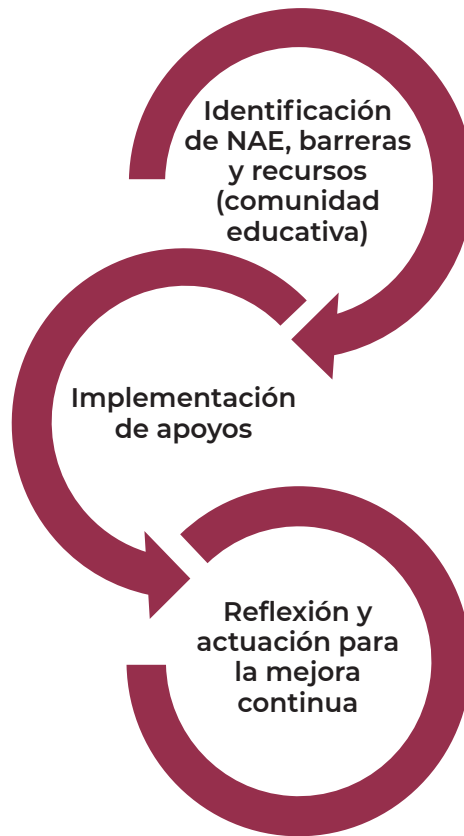 Identificación
de NAE, barreras
y recursos
(comunidad
educativa)
Implementación
de apoyos
Reflexión y
actuación para
la mejora
continua